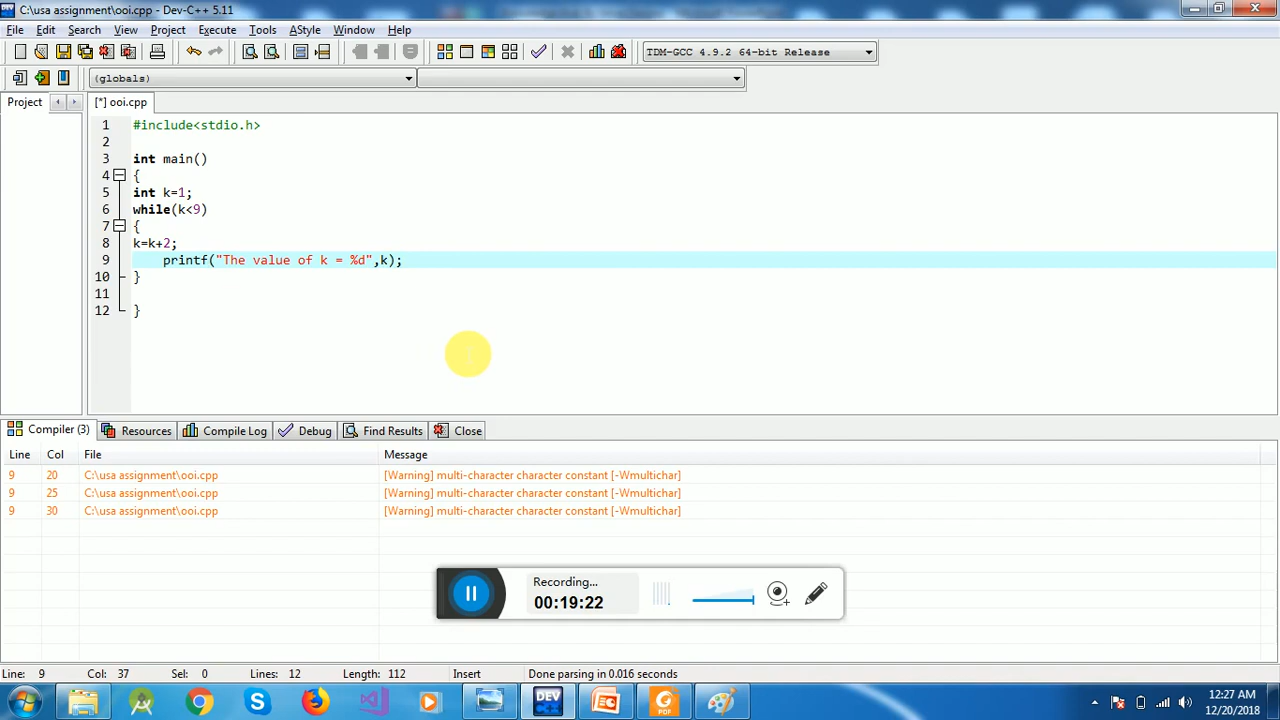 C:\usa assignment\ooi.cpp - Dev-C++ 5.11
File Edit Search View Project Execute Tools AStyle Window Help
TDM-GCC 4.9.2 64-bit Release
(globals)
Project [*] ooi.cpp
1 #include<stdio.h>
2
3 int main()
4 {
5 int k=1;
6 while(k<9)
7 {
8 k=k+2;
9 printf("The value of k = %d",k);
10 }
11
12 }
Compiler (3) Resources Compile Log Debug Find Results Close
Line Col File Message
9 20 C:\usa assignment\ooi.cpp [Warning] multi-character character constant [-Wmultichar]
9 25 C:\usa assignment\ooi.cpp [Warning] multi-character character constant [-Wmultichar]
9 30 C:\usa assignment\ooi.cpp [Warning] multi-character character constant [-Wmultichar]
Recording...
00:19:22
Line: 9 Col: 37 Sel: 0 Lines: 12 Length: 112 Insert Done parsing in 0.016 seconds
DEV
PDF
12:27 AM
12/20/2018